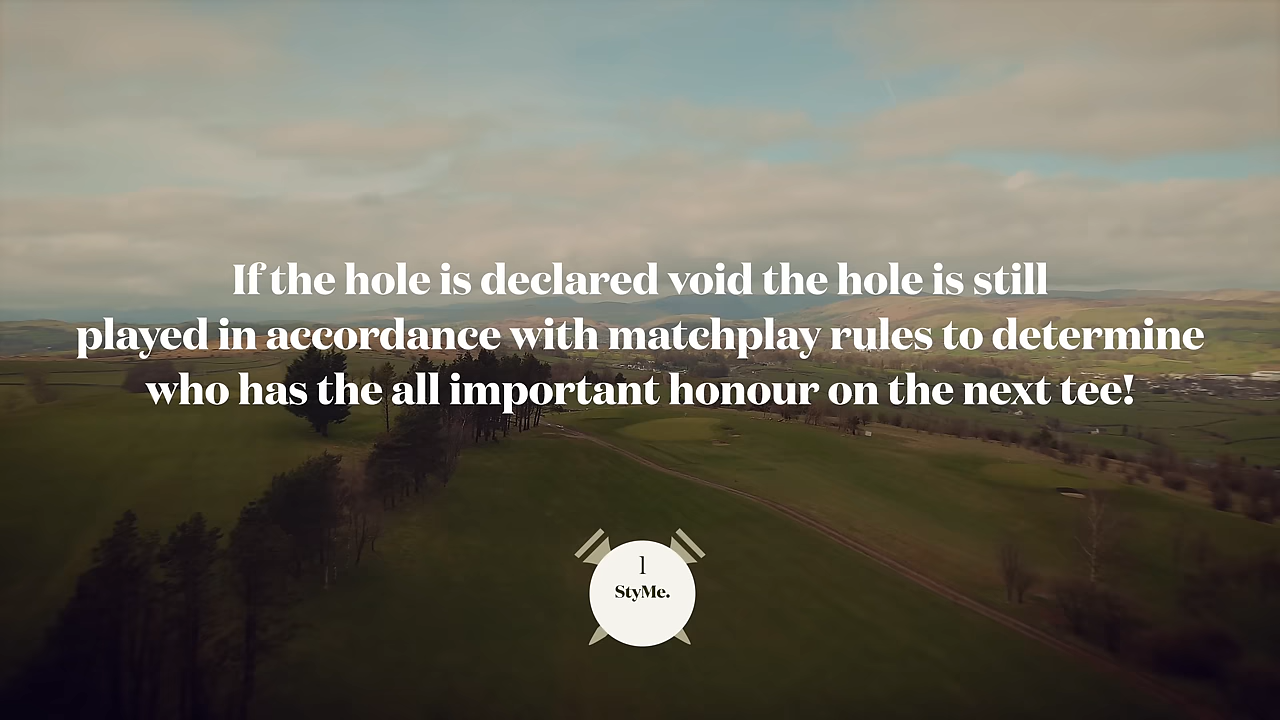 If the hole is declared void the hole is still
played in accordance with matchplay rules to determine
who has the all important honour on the next tee!
1
StyMe.